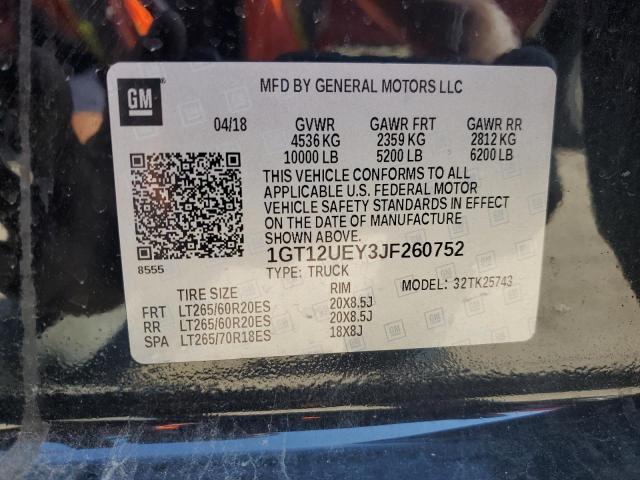 GM
MFD BY GENERAL MOTORS LLC
04/18 GVWR GAWR FRT GAWR RR
4536 KG 2359 KG 2812 KG
10000 LB 5200 LB 6200 LB
THIS VEHICLE CONFORMS TO ALL
APPLICABLE U.S. FEDERAL MOTOR
VEHICLE SAFETY STANDARDS IN EFFECT
ON THE DATE OF MANUFACTURE
SHOWN ABOVE.
8555
1GT12UEY3JF260752
TYPE: TRUCK
MODEL: 32TK25743
TIRE SIZE RIM
FRT LT265/60R20ES 20X8.5J
RR LT265/60R20ES 20X8.5J
SPA LT265/70R18ES 18X8J